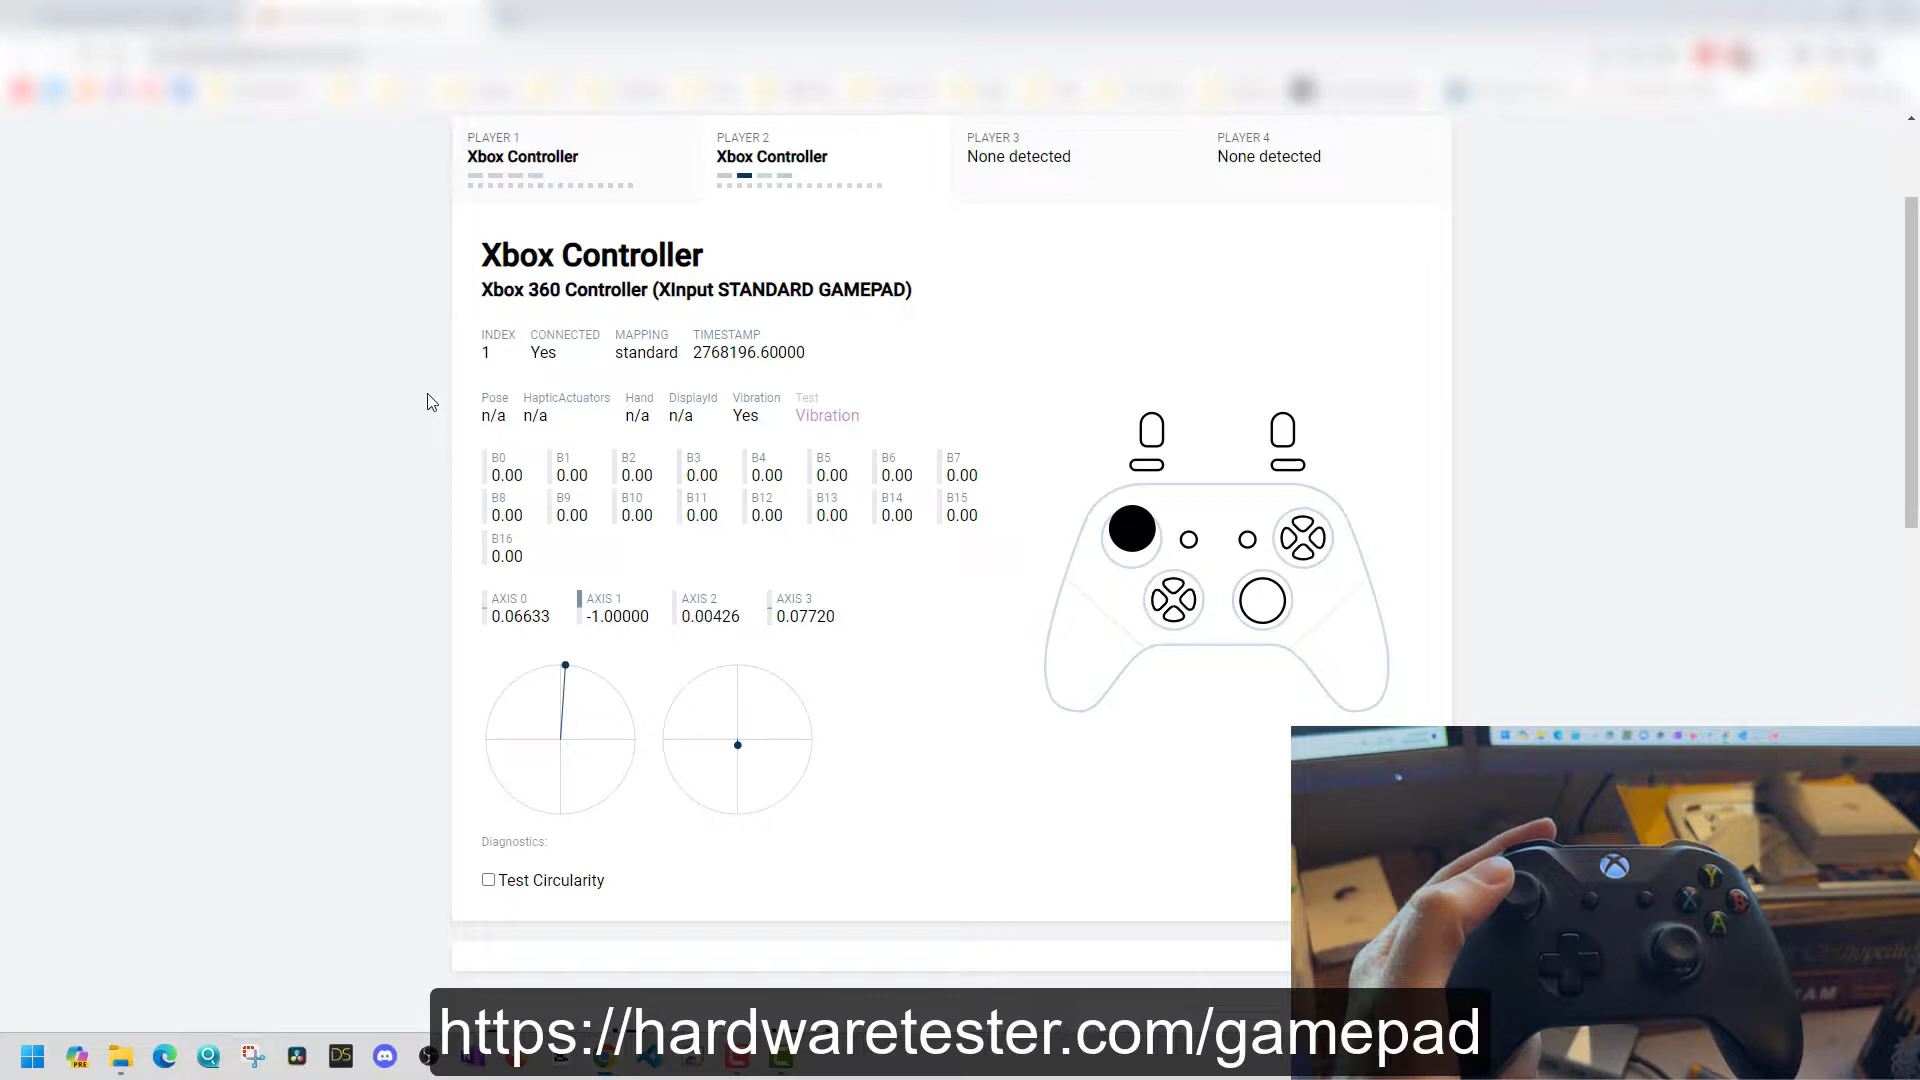 PLAYER 1 PLAYER 2 PLAYER 3 PLAYER 4
Xbox Controller Xbox Controller None detected None detected
Xbox Controller
Xbox 360 Controller (XInput STANDARD GAMEPAD)
INDEX CONNECTED MAPPING TIMESTAMP
1 Yes standard 2768196.60000
Pose HapticActuators Hand DisplayId Vibration Test
n/a n/a n/a n/a Yes Vibration
B0 B1 B2 B3 B4 B5 B6 B7
0.00 0.00 0.00 0.00 0.00 0.00 0.00 0.00
B8 B9 B10 B11 B12 B13 B14 B15
0.00 0.00 0.00 0.00 0.00 0.00 0.00 0.00
B16
0.00
AXIS 0 AXIS 1 AXIS 2 AXIS 3
0.06633 -1.00000 0.00426 0.07720
Diagnostics:
Test Circularity
Y
X B
A
https://hardwaretester.com/gamepad
PRE
DS